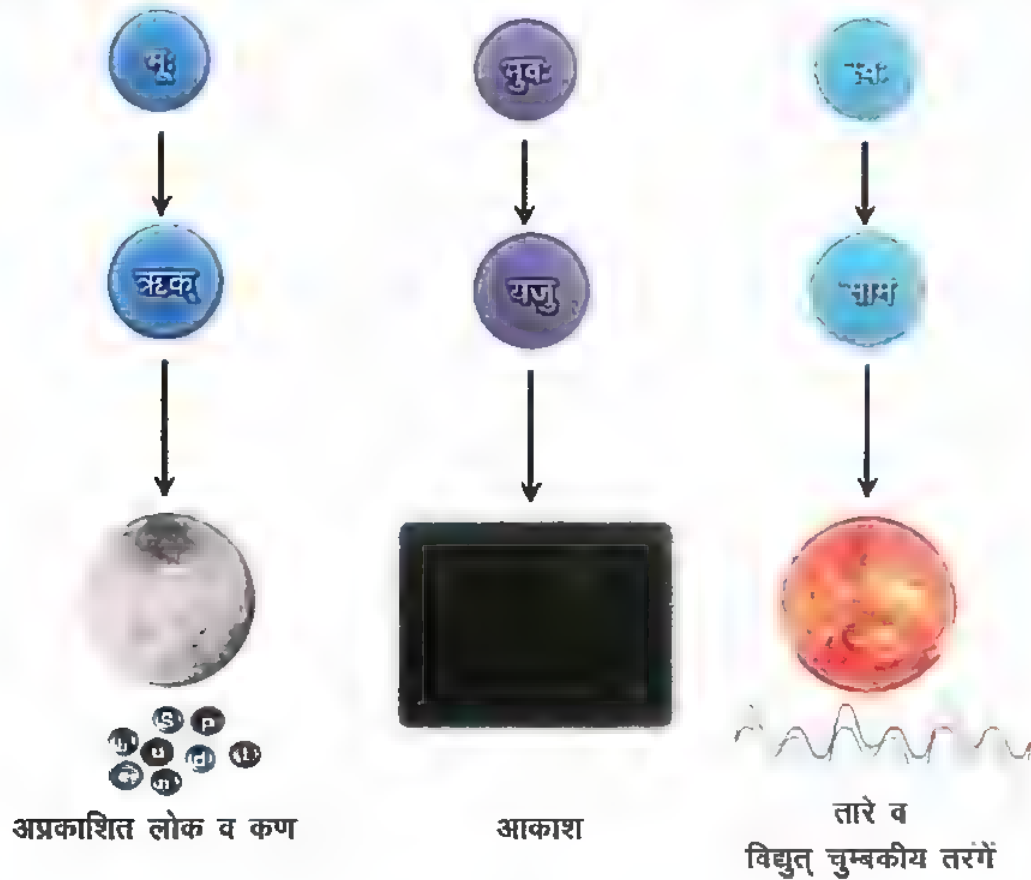 भूः
भुवः
ऋक्
यजु
साम
S p
u
d t
c n
अप्रकाशित लोक व कण
आकाश
तारे व
विद्युत् चुम्बकीय तरंगें